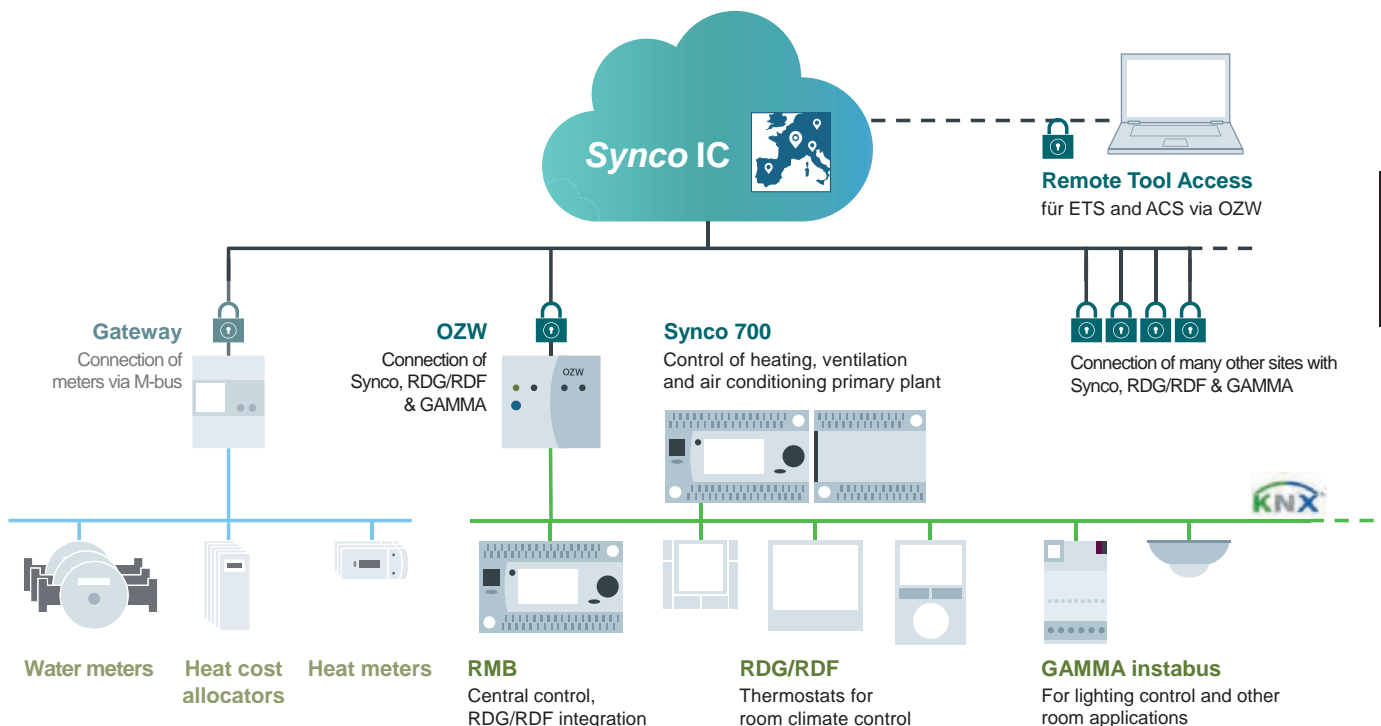 Synco IC
Remote Tool Access
für ETS and ACS via OZW
Gateway
Connection of
meters via M-bus
OZW
Connection of
Synco, RDG/RDF
& GAMMA
OZW
Synco 700
Control of heating, ventilation
and air conditioning primary plant
Connection of many other sites with
Synco, RDG/RDF & GAMMA
KNX
Water meters
Heat cost
allocators
Heat meters
RMB
Central control,
RDG/RDF integration
RDG/RDF
Thermostats for
room climate control
GAMMA instabus
For lighting control and other
room applications